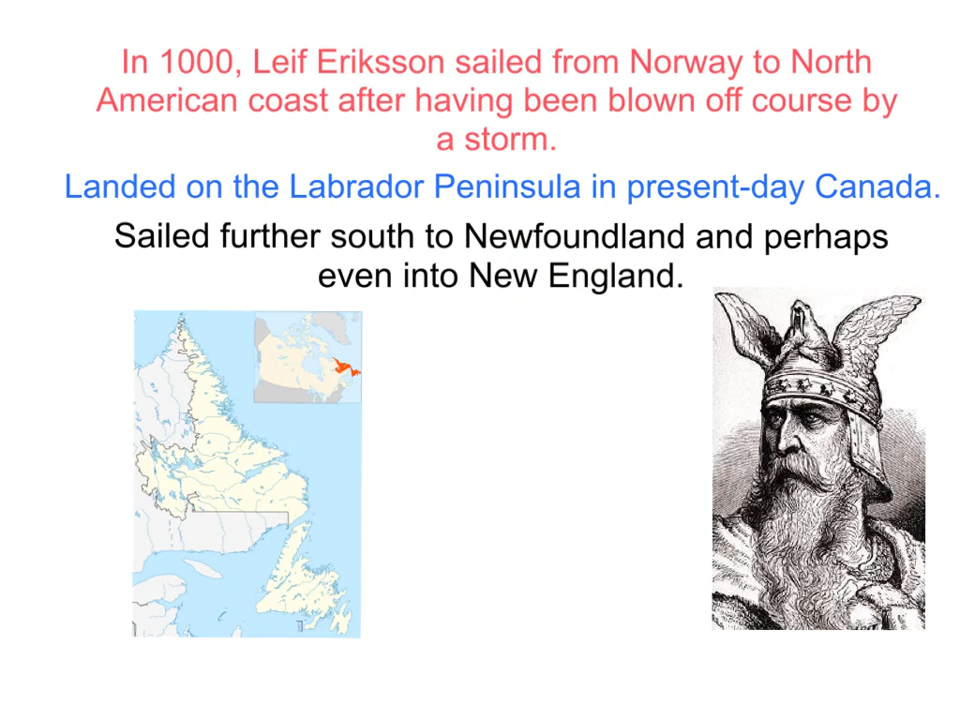 In 1000, Leif Eriksson sailed from Norway to North
American coast after having been blown off course by
a storm.
Landed on the Labrador Peninsula in present-day Canada.
Sailed further south to Newfoundland and perhaps
even into New England.